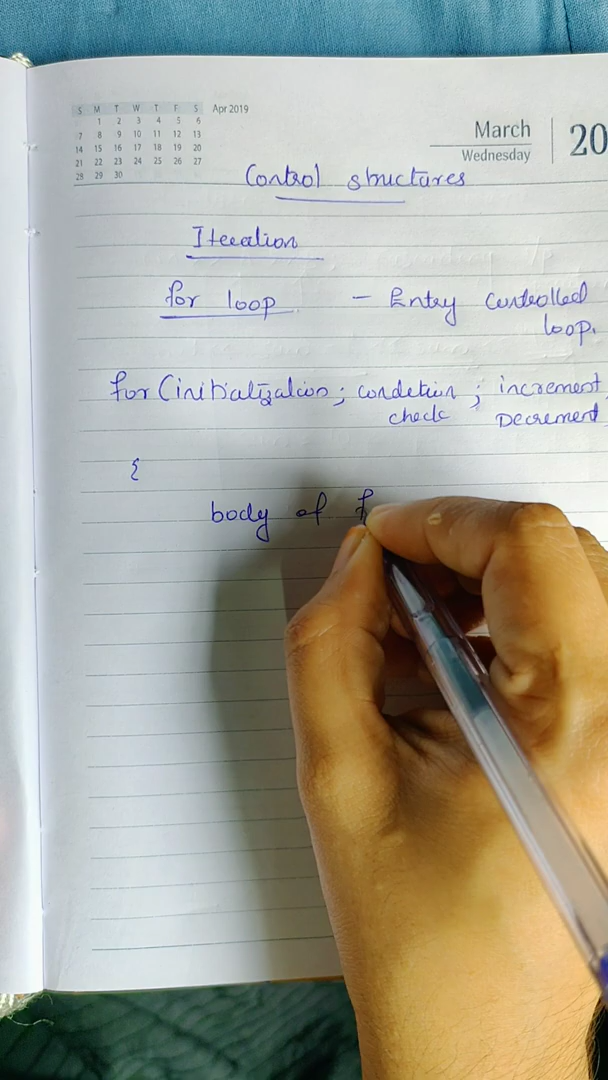 S M T W T F S Apr 2019
1 2 3 4 5 6
7 8 9 10 11 12 13
14 15 16 17 18 19 20
21 22 23 24 25 26 27
28 29 30
March
Wednesday
20
Control structures
Iteration
for loop - Entry controlled
loop.
for (initialization; condition; increment
check Decrement
{
body of f